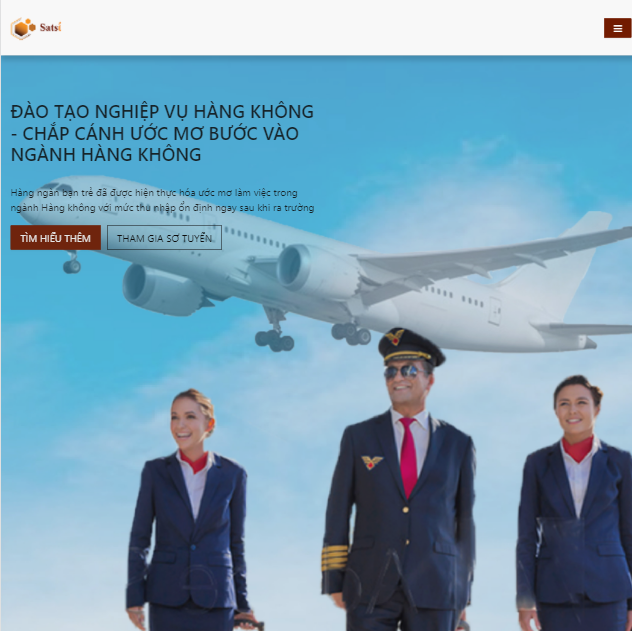 Satsi
ĐÀO TẠO NGHIỆP VỤ HÀNG KHÔNG
- CHẮP CÁNH ƯỚC MƠ BƯỚC VÀO
NGÀNH HÀNG KHÔNG
Hàng ngàn bạn trẻ đã được hiện thực hóa ước mơ làm việc trong
ngành Hàng không với mức thu nhập ổn định ngay sau khi ra trường
TÌM HIỂU THÊM
THAM GIA SƠ TUYỂN